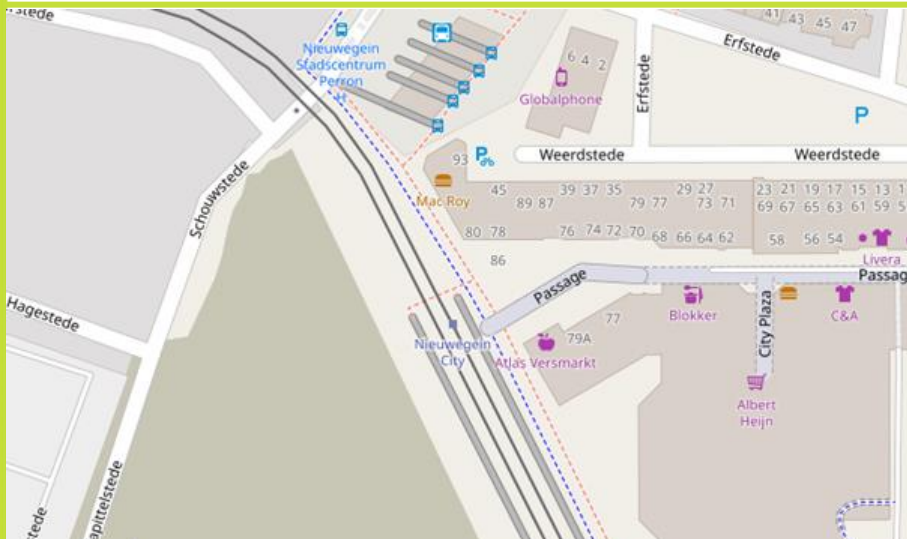 rstede
41 43 45 47
Erfstede
Nieuwegein
Stadscentrum
Perron
H
6 4 2
Globalphone
Erfstede
P
P
Weerdstede
Weerdstede
93
Mac Roy
45
39 37 35
29 27
23 21 19 17 15 13
89 87
79 77
73 71
69 67 65 63 61 59
80 78
76 74 72 70 68 66 64 62
58 56 54
Livera
86
Schouwstede
Passage
Passag
Hagestede
Blokker
City Plaza
C&A
Nieuwegein
City
77
79A
Atlas Versmarkt
Albert
Heijn
apittelstede
stede